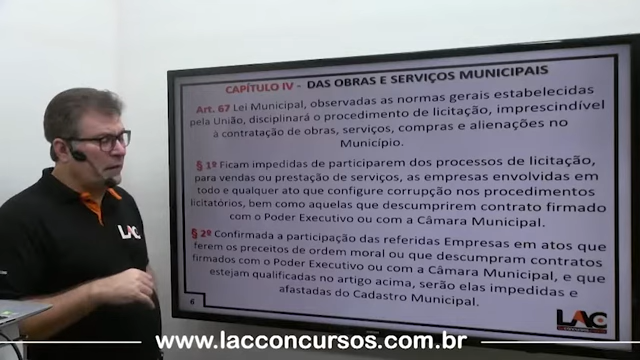 CAPÍTULO IV - DAS OBRAS E SERVIÇOS MUNICIPAIS
Art. 67 Lei Municipal, observadas as normas gerais estabelecidas
pela União, disciplinará o procedimento de licitação, imprescindível
à contratação de obras, serviços, compras e alienações no
Município.
§ 1º Ficam impedidas de participarem dos processos de licitação,
para vendas ou prestação de serviços, as empresas envolvidas em
todo e qualquer ato que configure corrupção nos procedimentos
licitatórios, bem como aquelas que descumprirem contrato firmado
com o Poder Executivo ou com a Câmara Municipal.
§ 2º Confirmada a participação das referidas Empresas em atos que
ferem os preceitos de ordem moral ou que descumpram contratos
firmados com o Poder Executivo ou com a Câmara Municipal, e que
estejam qualificadas no artigo acima, serão elas impedidas e
afastadas do Cadastro Municipal.
6
LAC
LAC
www.lacconcursos.com.br